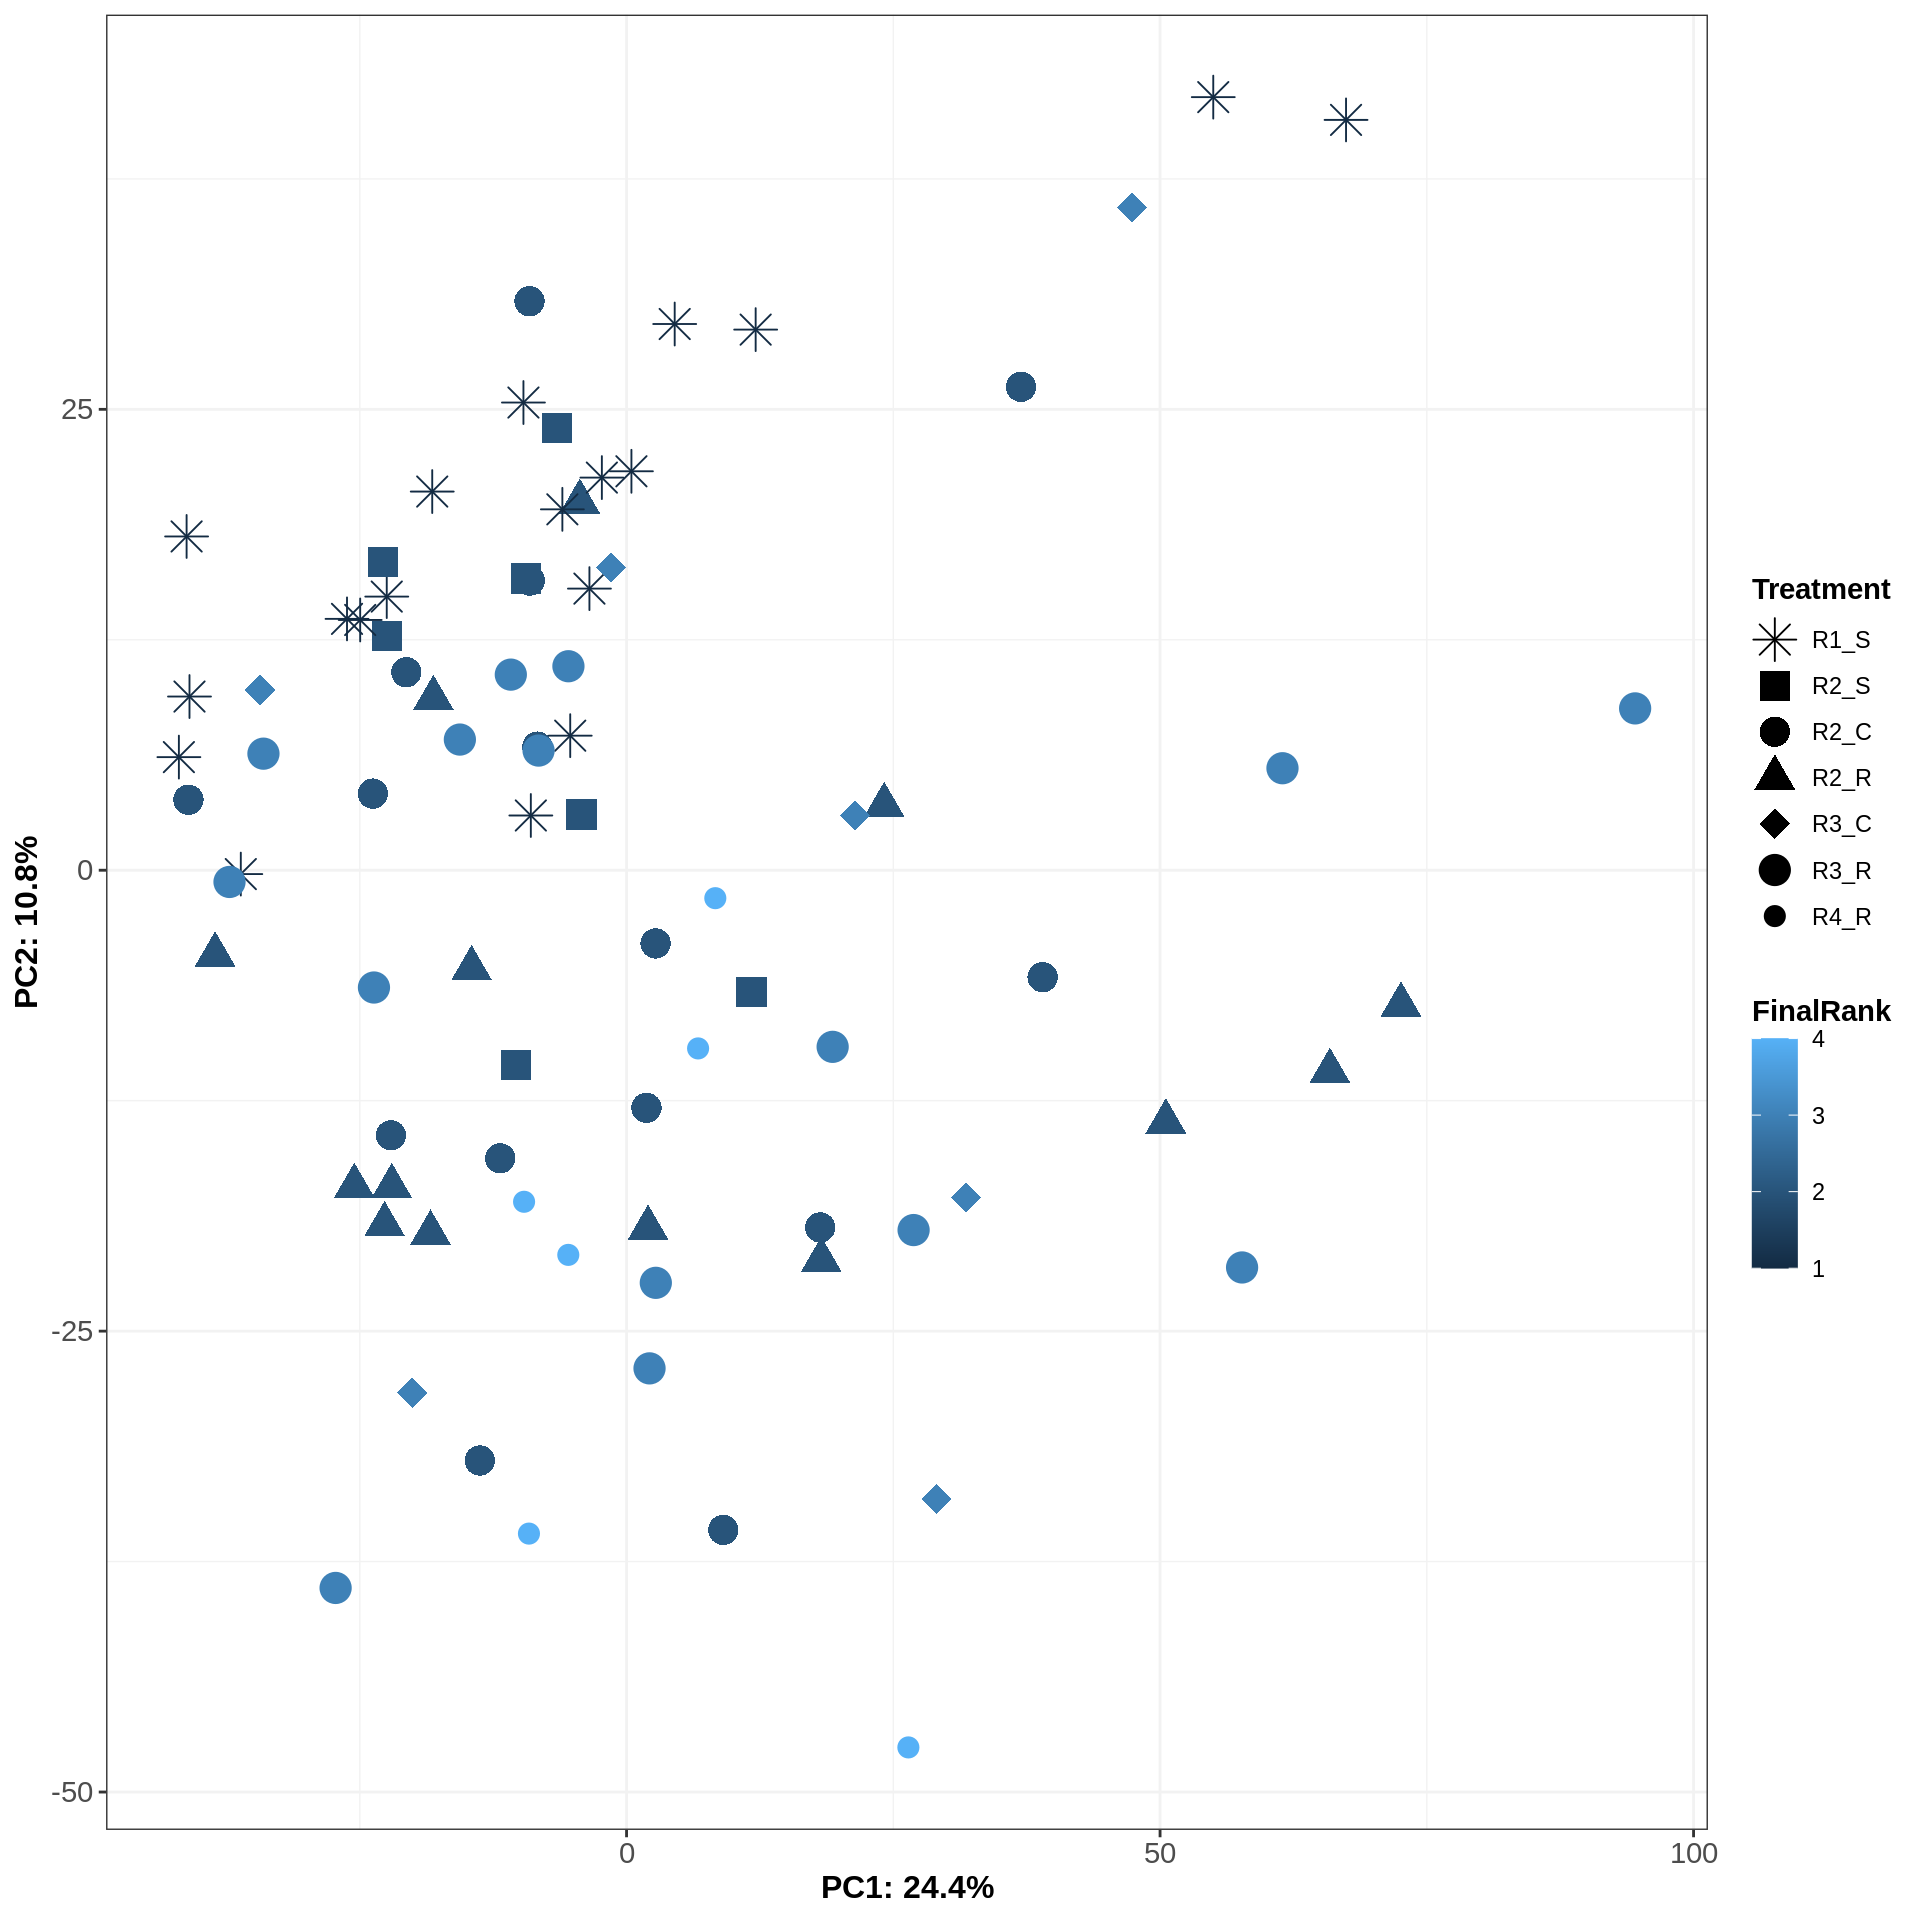 25
0
-25
-50
PC2: 10.8%
0
50
100
PC1: 24.4%
Treatment
R1_S
R2_S
R2_C
R2_R
R3_C
R3_R
R4_R
FinalRank
4
3
2
1